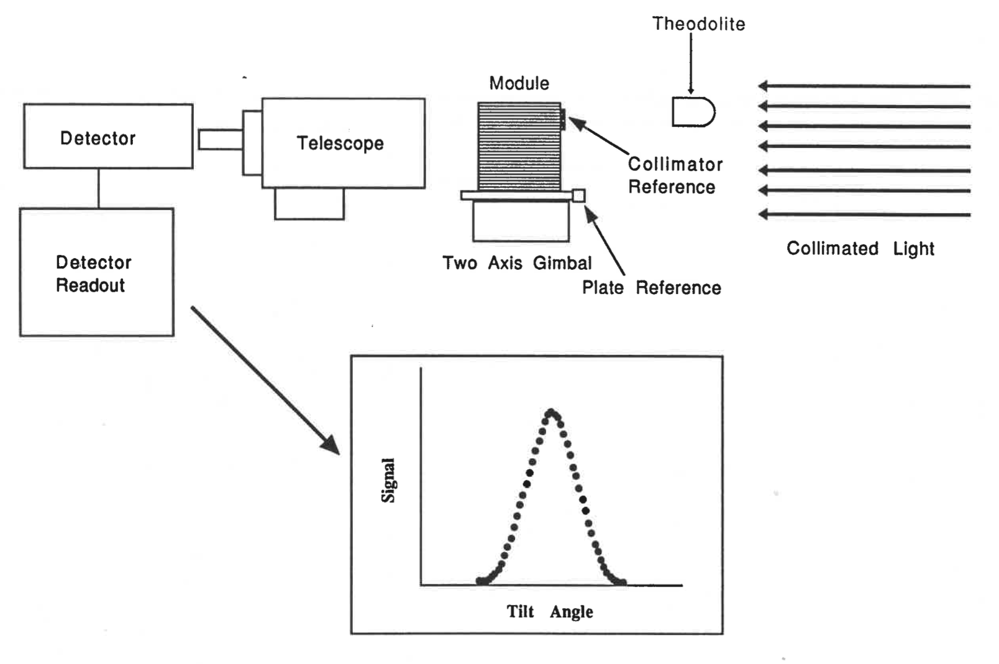 Theodolite
Module
Detector
Telescope
Collimator
Reference
Collimated Light
Detector
Readout
Two Axis Gimbal
Plate Reference
Signal
Tilt Angle